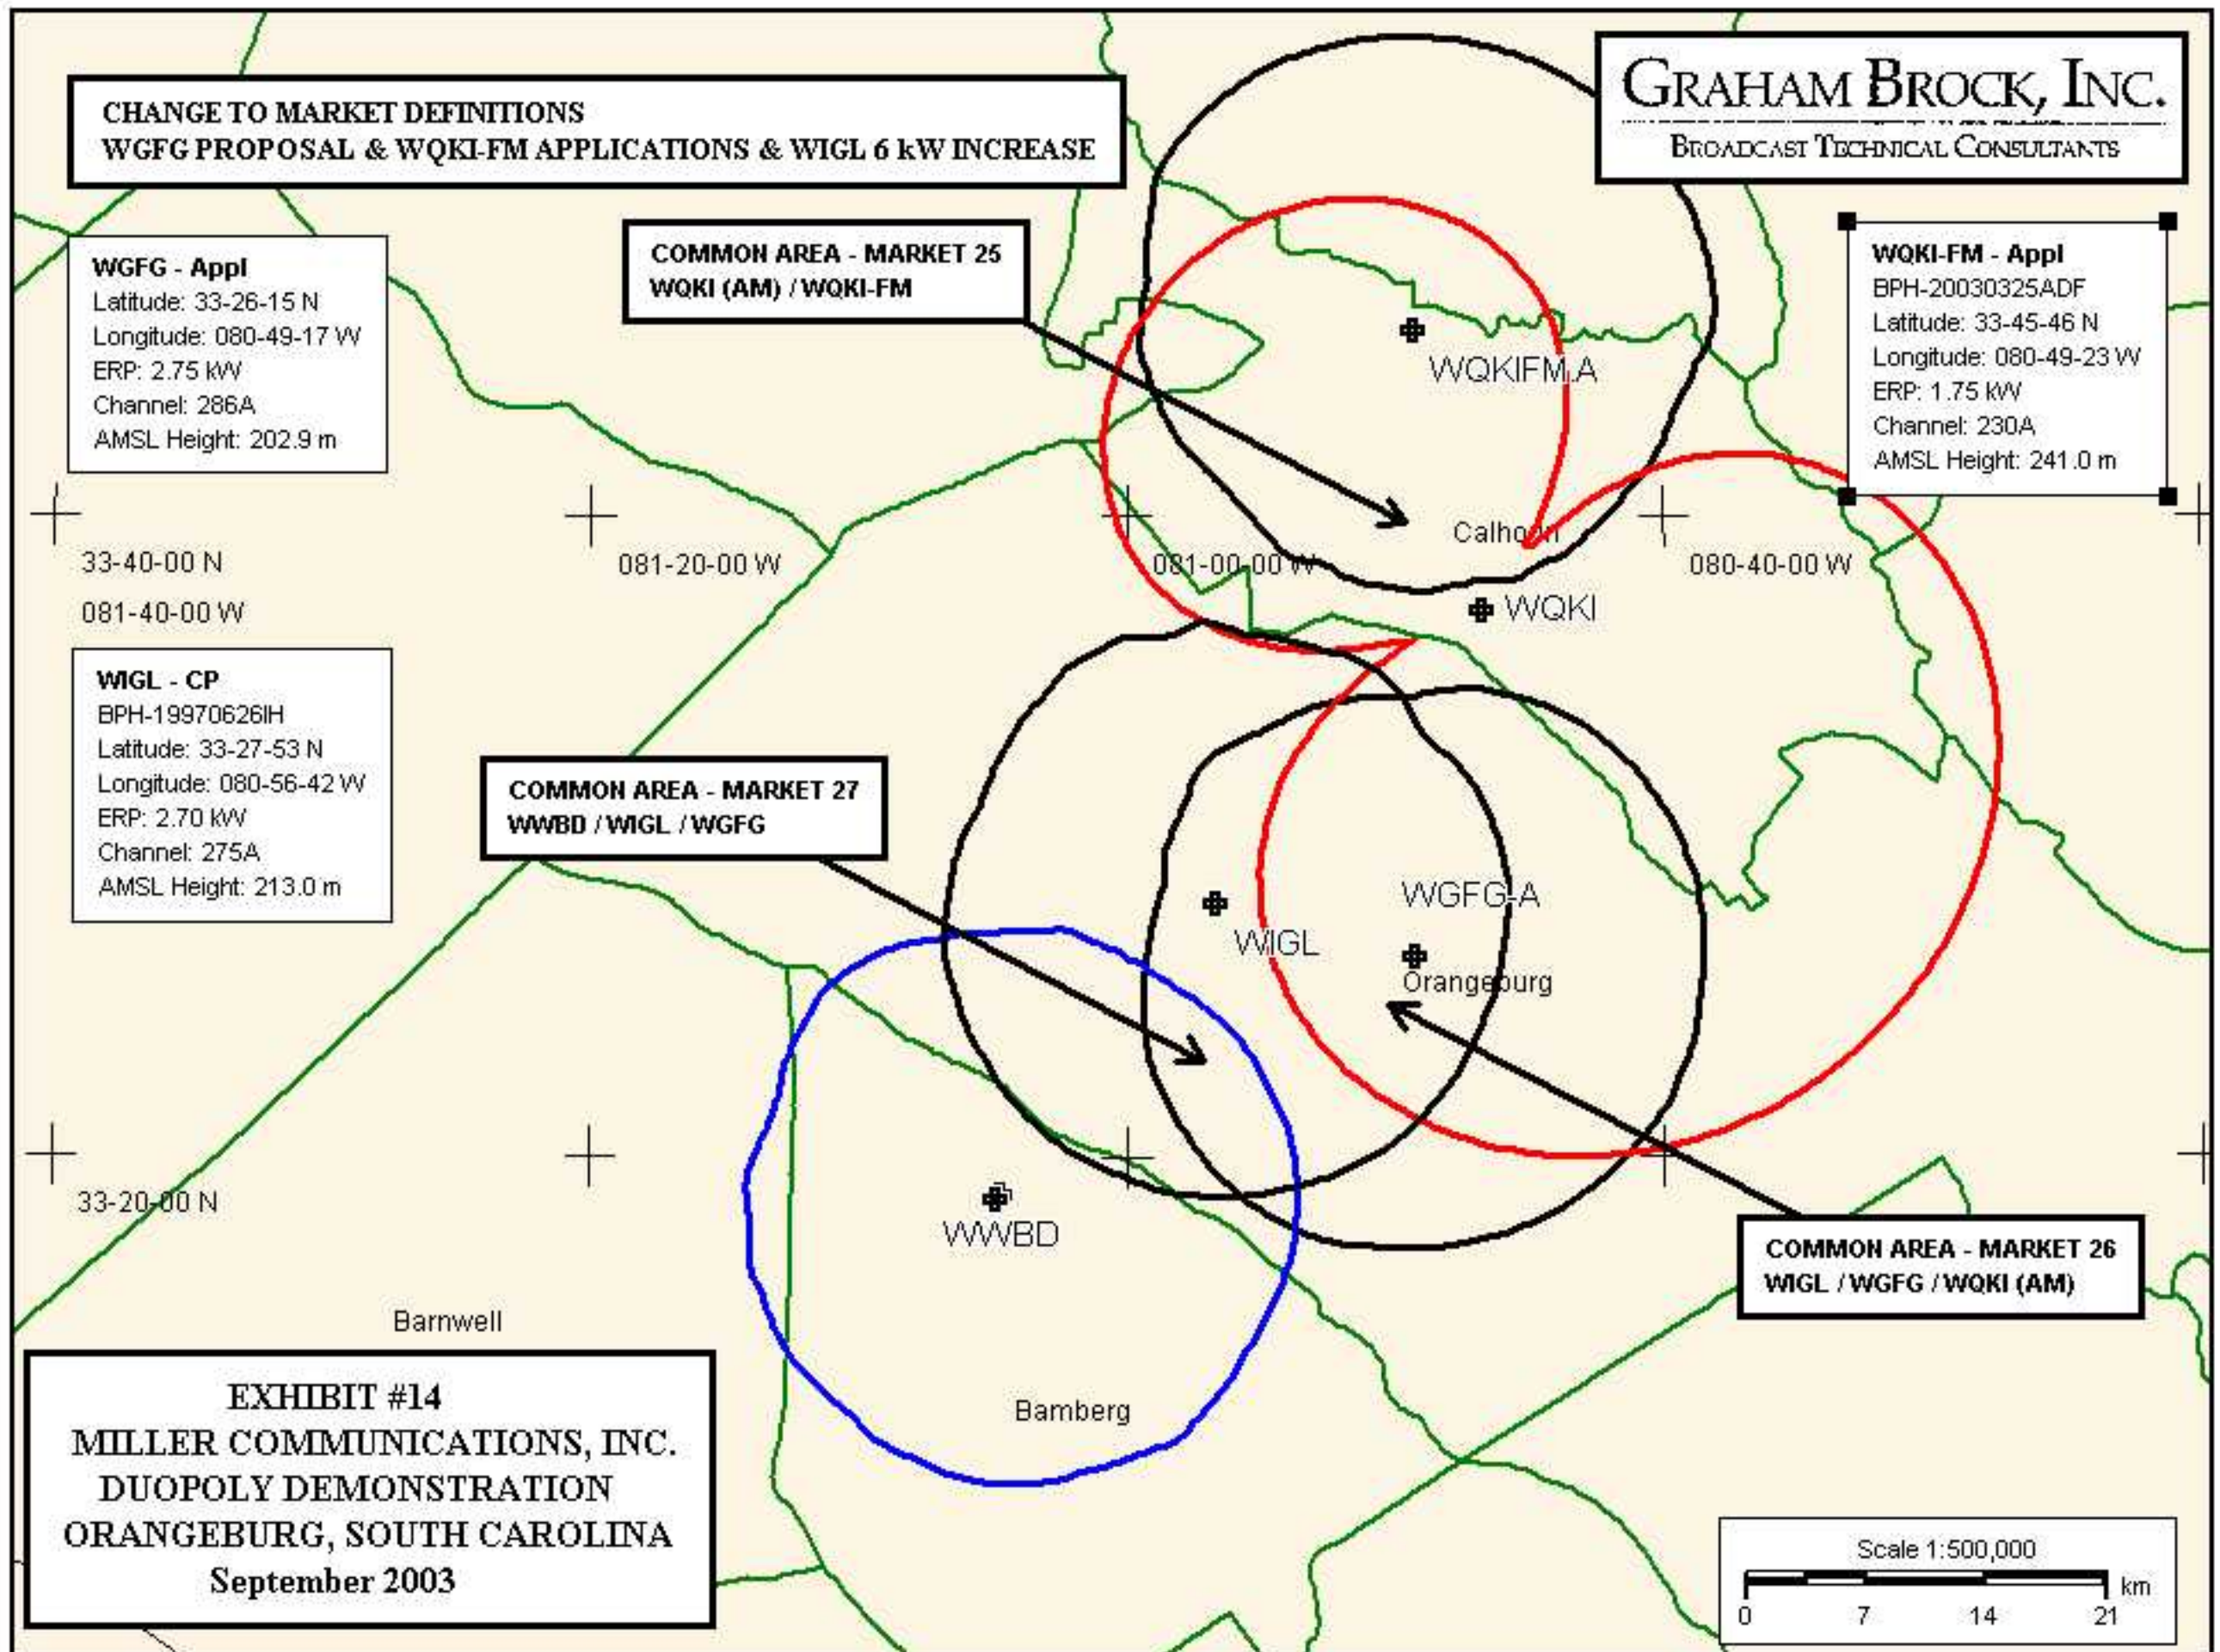 CHANGE TO MARKET DEFINITIONS
WGFG PROPOSAL & WQKI-FM APPLICATIONS & WIGL 6 kW INCREASE
GRAHAM BROCK, INC.
BROADCAST TECHNICAL CONSULTANTS
WGFG - Appl
Latitude: 33-26-15 N
Longitude: 080-49-17 W
ERP: 2.75 kW
Channel: 286A
AMSL Height: 202.9 m
COMMON AREA - MARKET 25
WQKI (AM) / WQKI-FM
WQKI-FM - Appl
BPH-20030325ADF
Latitude: 33-45-46 N
Longitude: 080-49-23 W
ERP: 1.75 kW
Channel: 230A
AMSL Height: 241.0 m
WQKIFM.A
Calhoun
33-40-00 N
081-40-00 W
081-20-00 W
081-00-00 W
080-40-00 W
WQKI
WIGL - CP
BPH-19970626IH
Latitude: 33-27-53 N
Longitude: 080-56-42 W
ERP: 2.70 kW
Channel: 275A
AMSL Height: 213.0 m
COMMON AREA - MARKET 27
WWBD / WIGL / WGFG
WGFG-A
WIGL
Orangeburg
33-20-00 N
WWBD
COMMON AREA - MARKET 26
WIGL / WGFG / WQKI (AM)
Barnwell
Bamberg
EXHIBIT #14
MILLER COMMUNICATIONS, INC.
DUOPOLY DEMONSTRATION
ORANGEBURG, SOUTH CAROLINA
September 2003
Scale 1:500,000
km
0 7 14 21